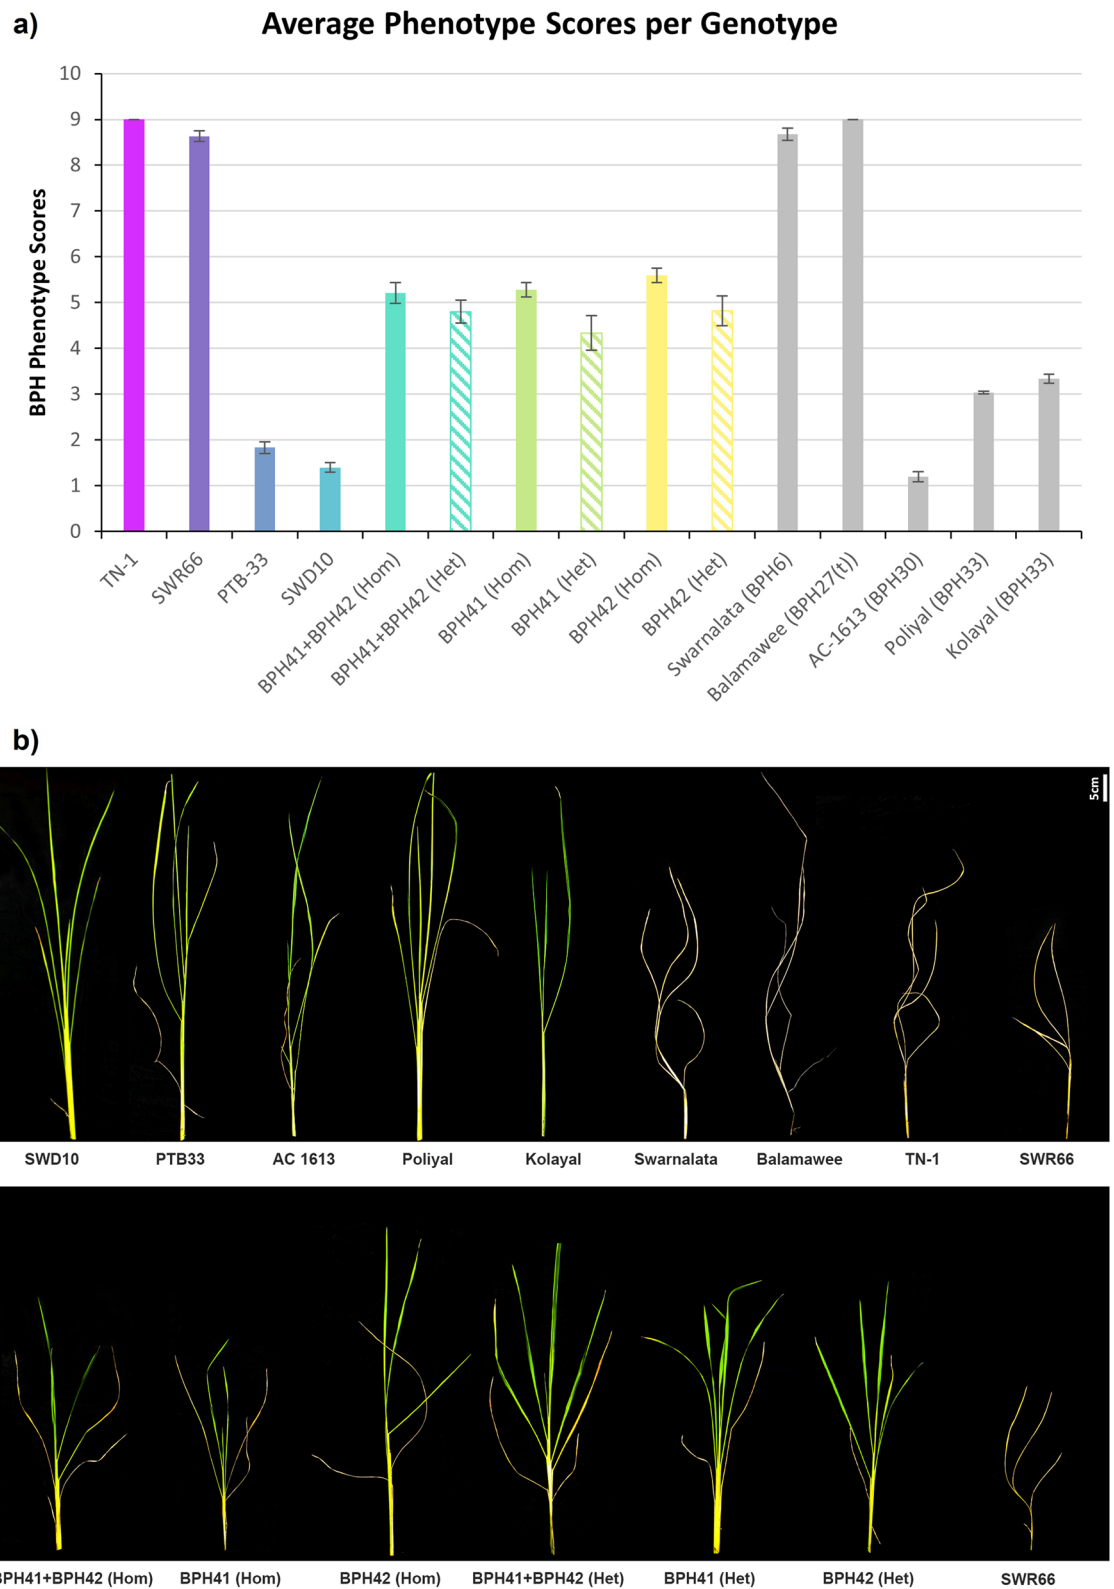 a)
Average Phenotype Scores per Genotype
BPH Phenotype Scores
10
9
8
7
6
5
4
3
2
1
0
TN-1
SWR66
PTB-33
SWD10
BPH41+BPH42 (Hom)
BPH41+BPH42 (Het)
BPH41 (Hom)
BPH41 (Het)
BPH42 (Hom)
BPH42 (Het)
Swarnalata (BPH6)
Balamawee (BPH27(t))
AC-1613 (BPH30)
Poliyal (BPH33)
Kolayal (BPH33)
b)
5cm
SWD10 PTB33 AC 1613 Poliyal Kolayal Swarnalata Balamawee TN-1 SWR66
BPH41+BPH42 (Hom) BPH41 (Hom) BPH42 (Hom) BPH41+BPH42 (Het) BPH41 (Het) BPH42 (Het) SWR66